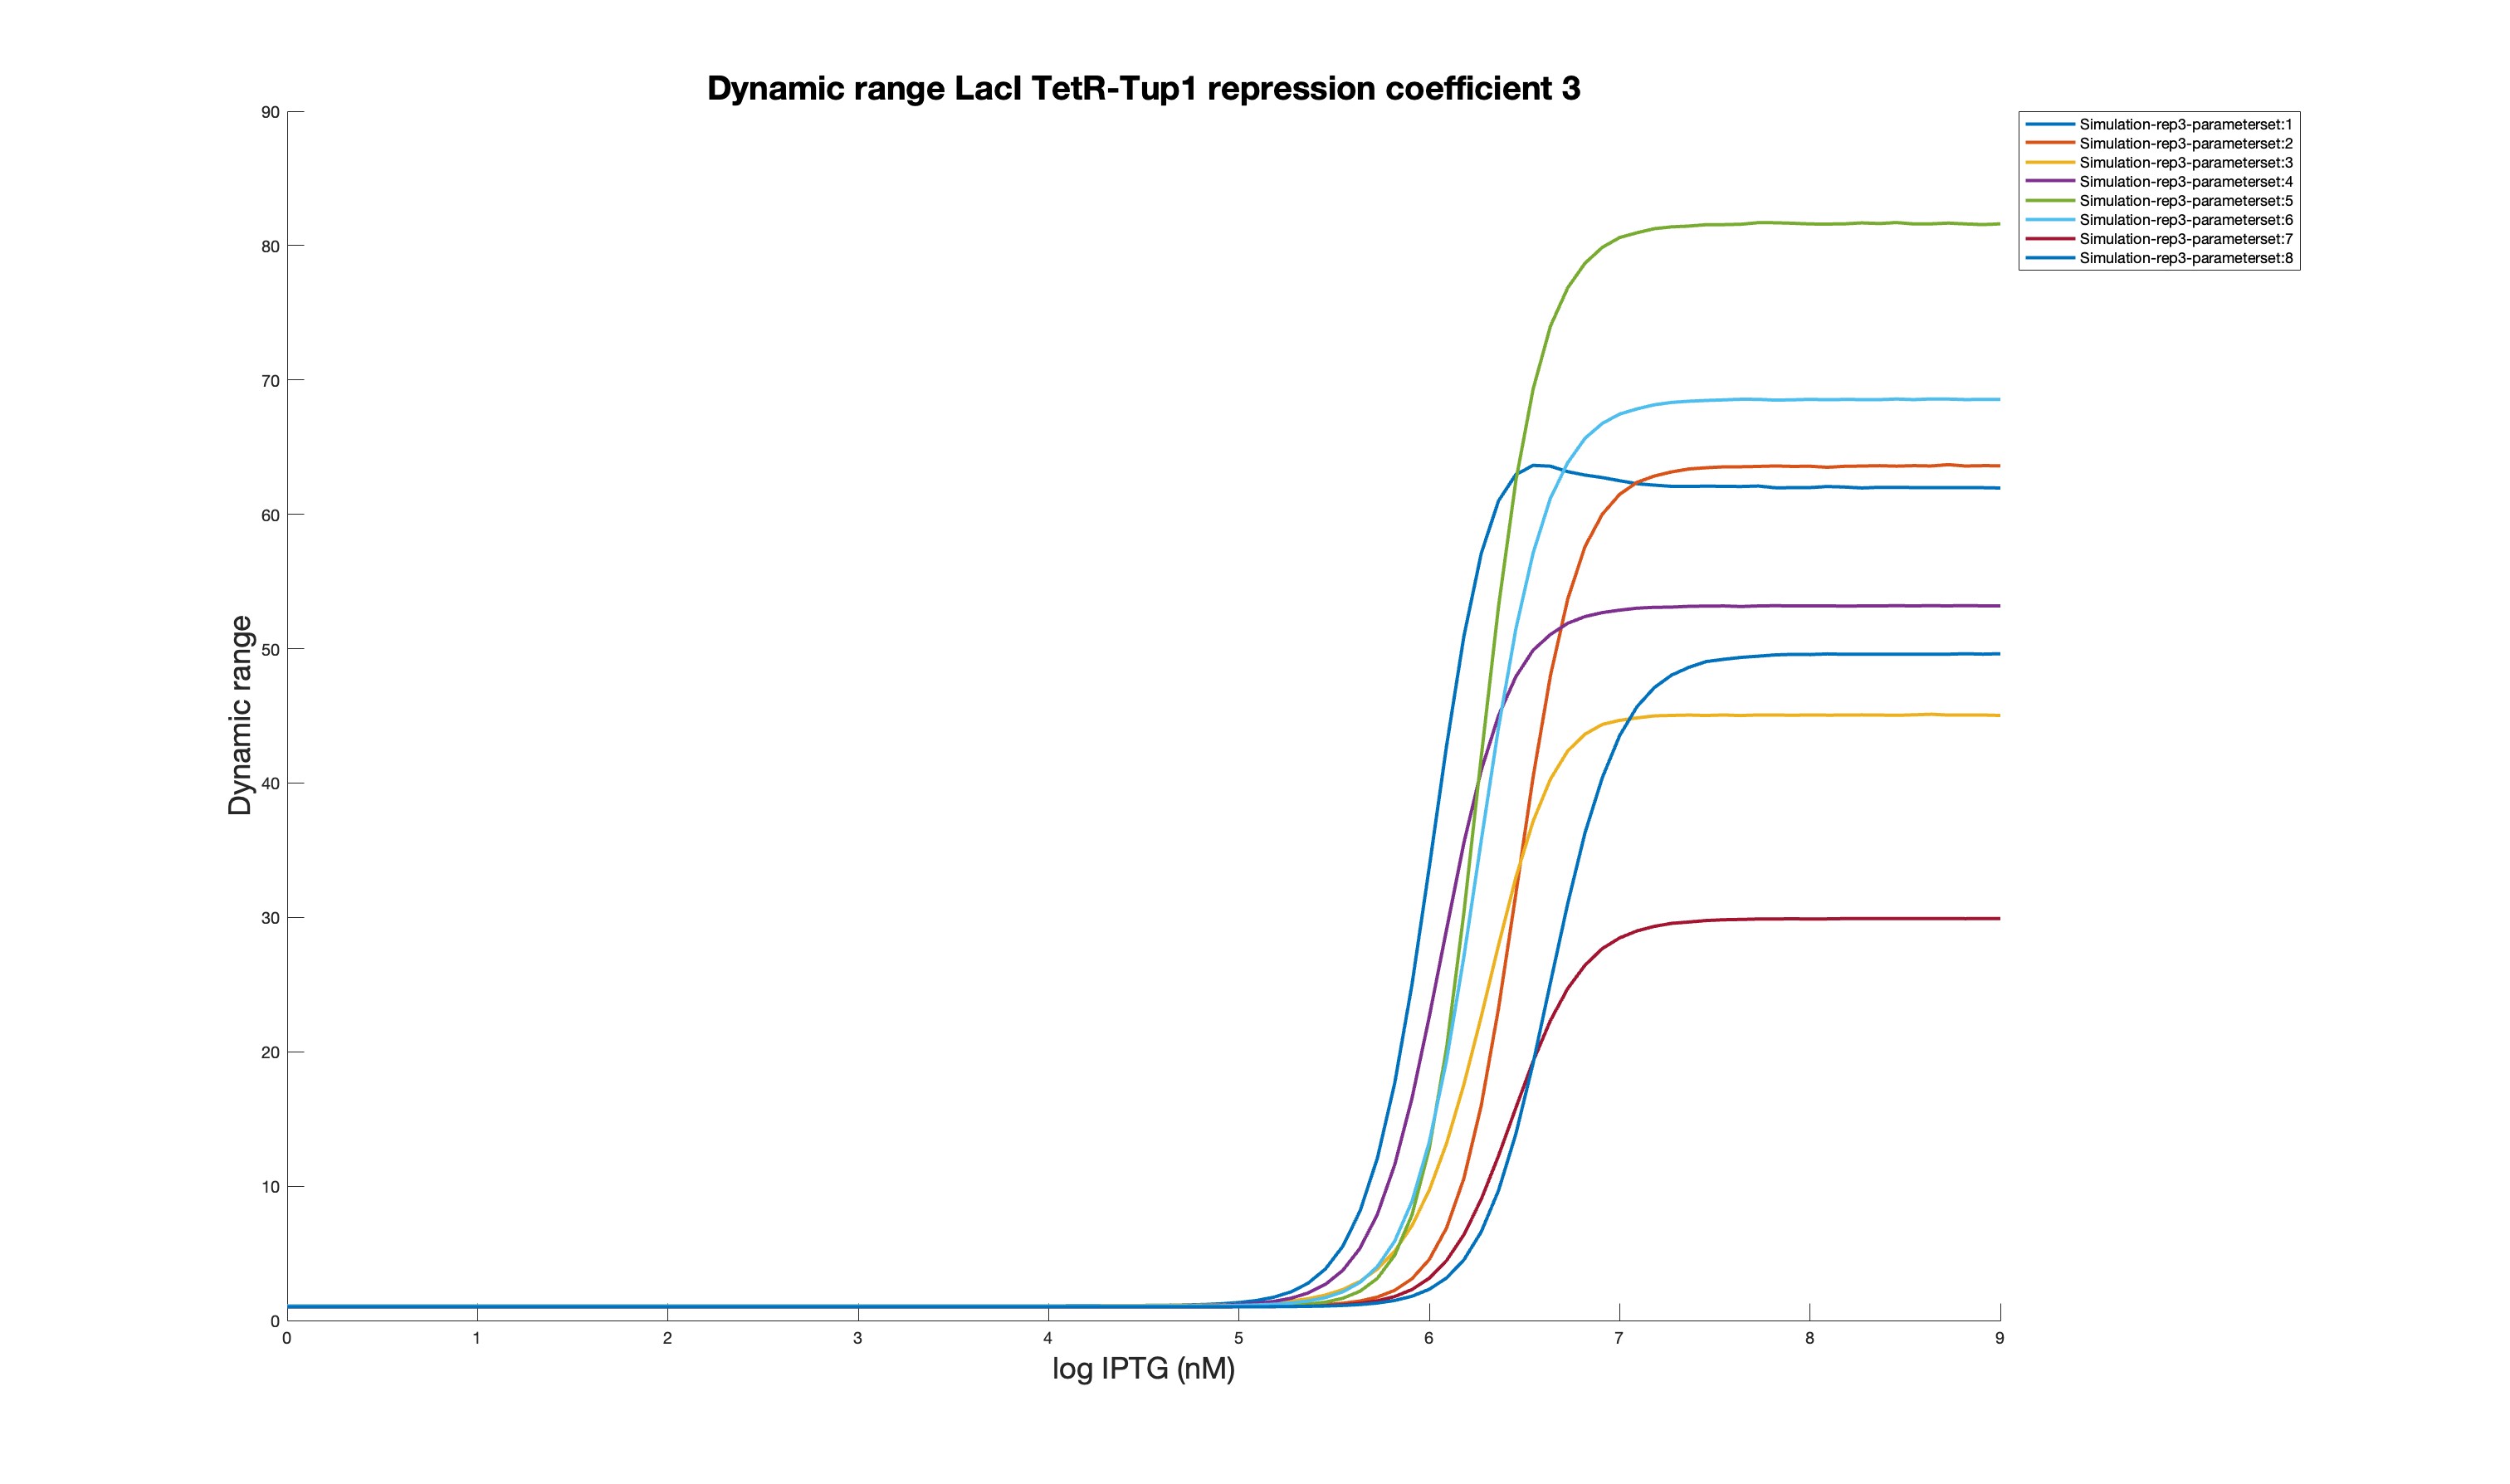 Dynamic range LacI TetR-Tup1 repression coefficient 3
Simulation-rep3-parameterset:1
Simulation-rep3-parameterset:2
Simulation-rep3-parameterset:3
Simulation-rep3-parameterset:4
Simulation-rep3-parameterset:5
Simulation-rep3-parameterset:6
Simulation-rep3-parameterset:7
Simulation-rep3-parameterset:8
Dynamic range
90
80
70
60
50
40
30
20
10
0
0 1 2 3 4 5 6 7 8 9
log IPTG (nM)